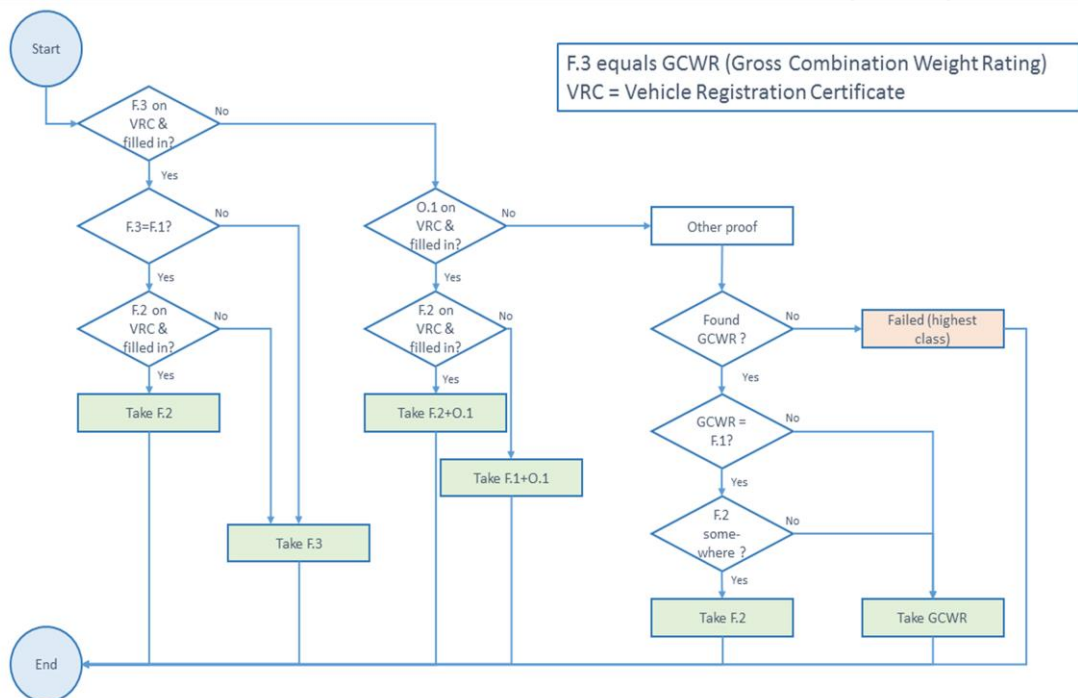 Start
F.3 equals GCWR (Gross Combination Weight Rating)
VRC = Vehicle Registration Certificate
F.3 on
VRC &
filled in?
No
Yes
F.3=F.1?
No
Yes
F.2 on
VRC &
filled in?
No
Yes
Take F.2
Take F.3
O.1 on
VRC &
filled in?
No
Yes
F.2 on
VRC &
filled in?
No
Yes
Take F.2+O.1
Take F.1+O.1
Other proof
Found
GCWR ?
No
Failed (highest
class)
Yes
GCWR =
F.1?
No
Yes
F.2
some-
where ?
No
Yes
Take F.2
Take GCWR
End